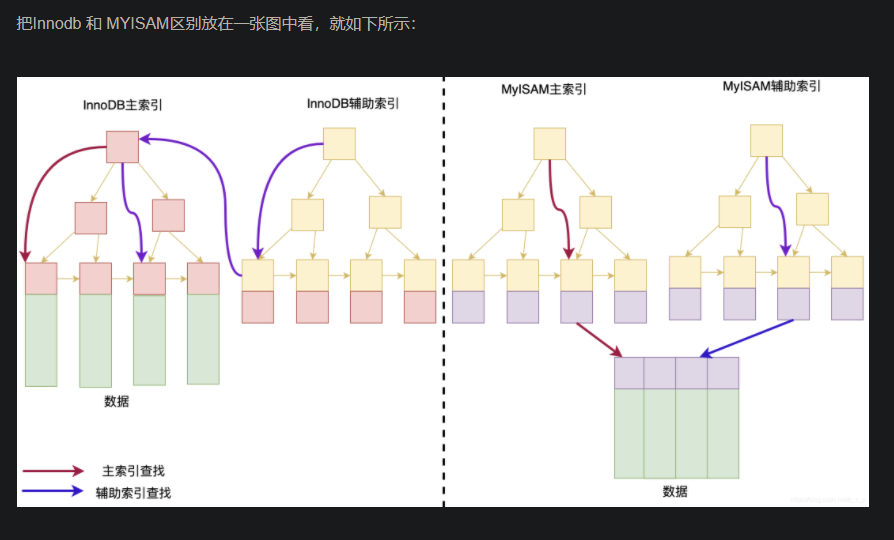 把Innodb 和 MYISAM区别放在一张图中看，就如下所示：
InnoDB主索引
InnoDB辅助索引
MyISAM主索引
MyISAM辅助索引
数据
主索引查找
辅助索引查找
数据